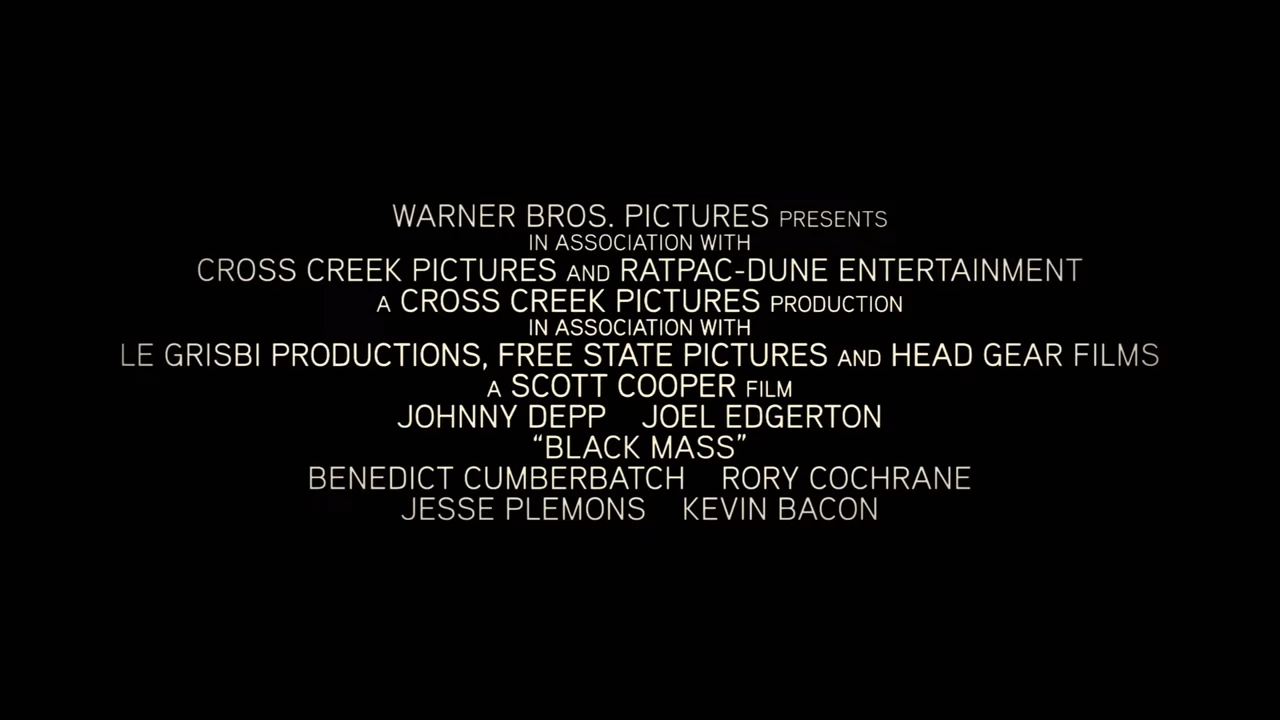 WARNER BROS. PICTURES PRESENTS
IN ASSOCIATION WITH
CROSS CREEK PICTURES AND RATPAC-DUNE ENTERTAINMENT
A CROSS CREEK PICTURES PRODUCTION
IN ASSOCIATION WITH
LE GRISBI PRODUCTIONS, FREE STATE PICTURES AND HEAD GEAR FILMS
A SCOTT COOPER FILM
JOHNNY DEPP JOEL EDGERTON
“BLACK MASS”
BENEDICT CUMBERBATCH RORY COCHRANE
JESSE PLEMONS KEVIN BACON